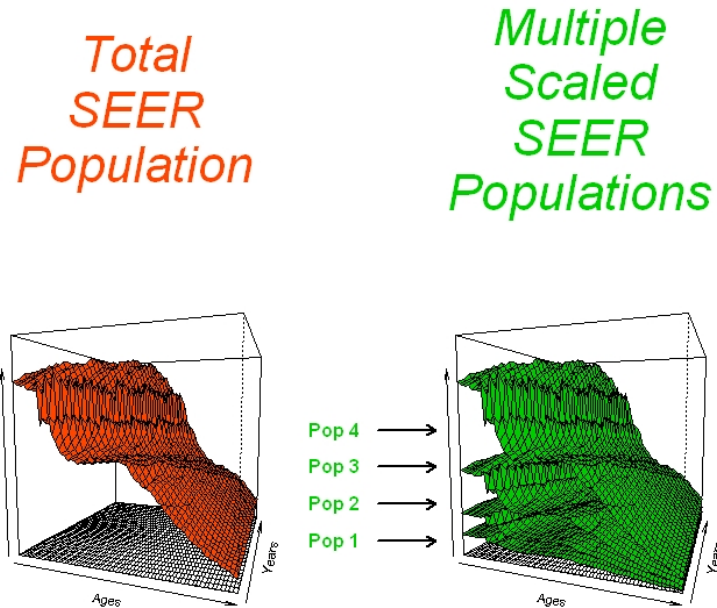 Total
SEER
Population
Multiple
Scaled
SEER
Populations
Pop 4
Pop 3
Pop 2
Pop 1
Ages
Years
Ages
Years